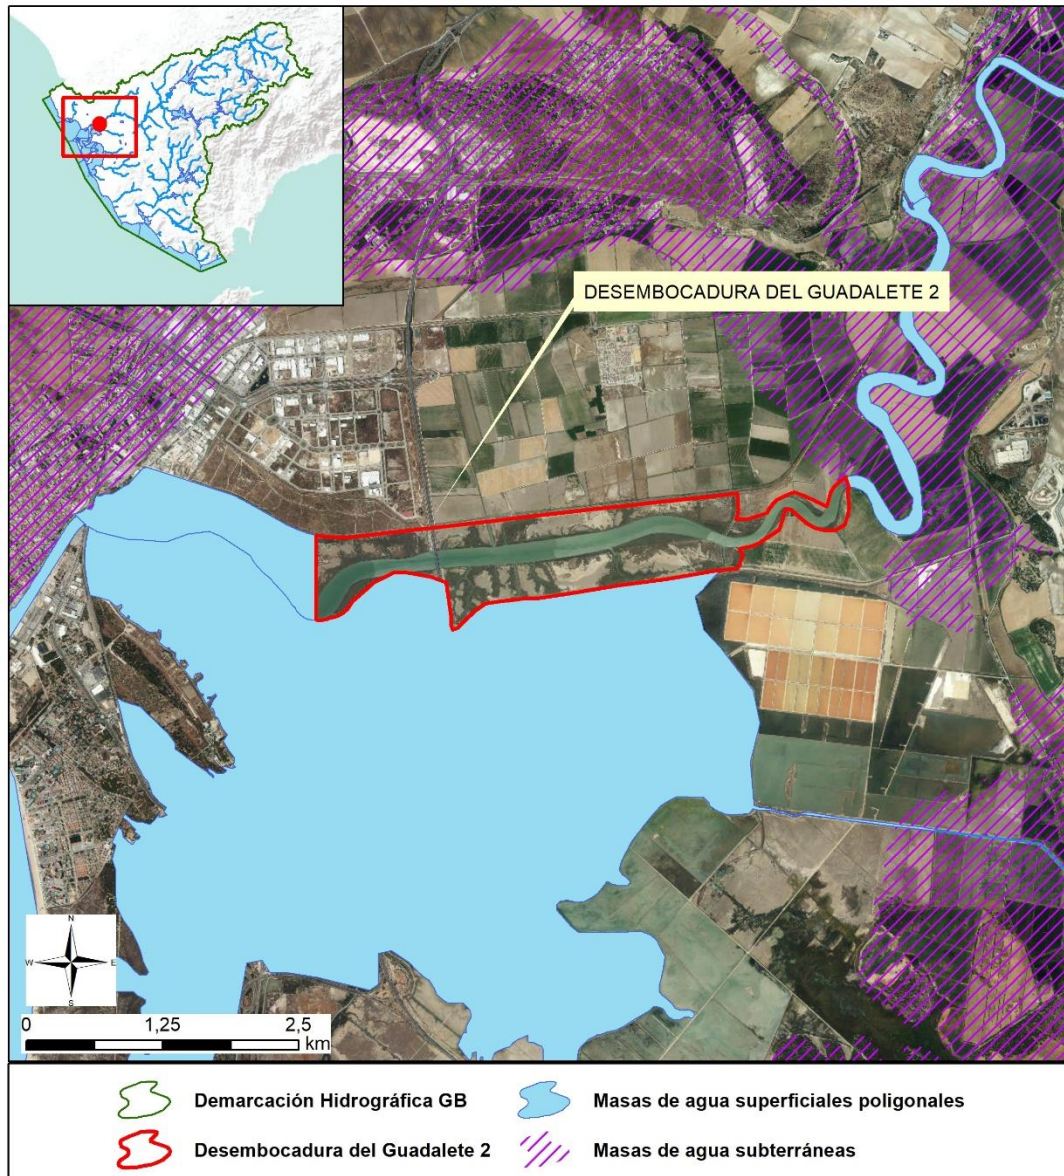 DESEMBOCADURA DEL GUADALETE 2
N
W E
S
0 1,25 2,5
km
Demarcación Hidrográfica GB
Masas de agua superficiales poligonales
Desembocadura del Guadalete 2
Masas de agua subterráneas